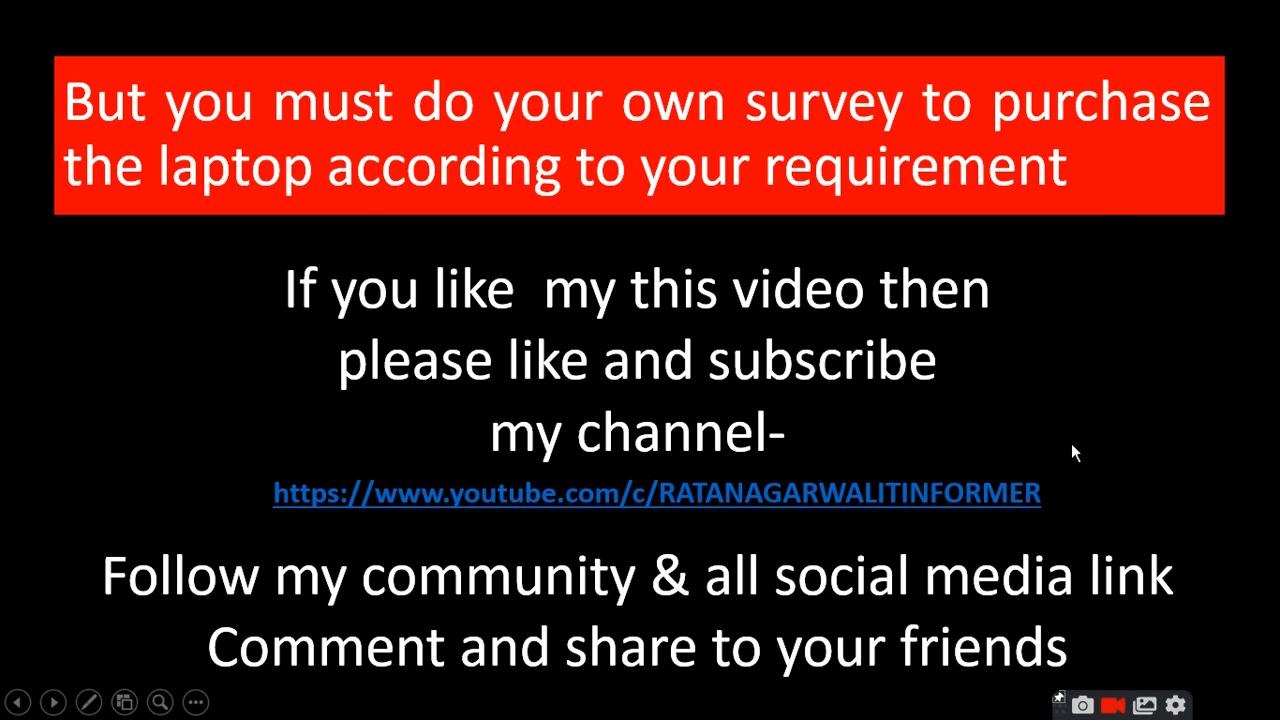 But you must do your own survey to purchase
the laptop according to your requirement
If you like  my this video then
please like and subscribe
my channel-
https://www.youtube.com/c/RATANAGARWALITINFORMER
Follow my community & all social media link
Comment and share to your friends